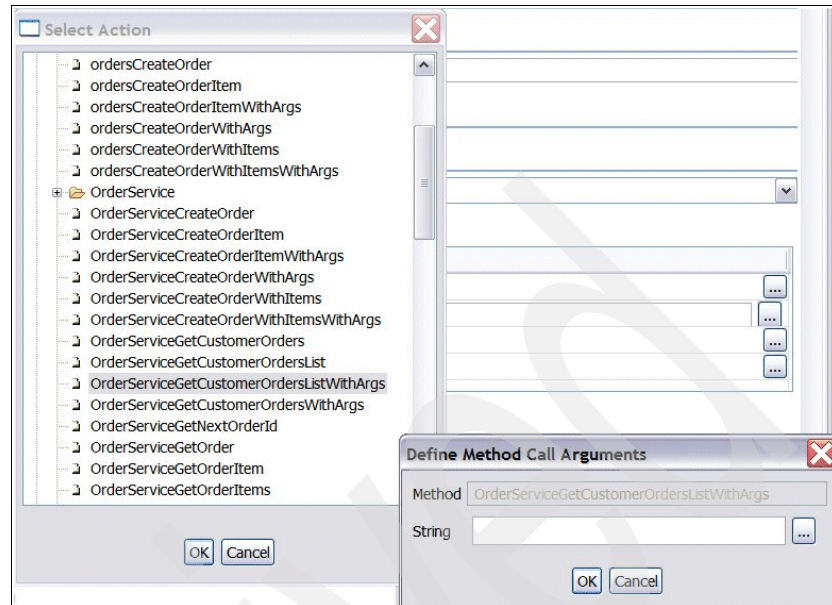 Select Action
ordersCreateOrder
ordersCreateOrderItem
ordersCreateOrderItemWithArgs
ordersCreateOrderWithArgs
ordersCreateOrderWithItems
ordersCreateOrderWithItemsWithArgs
OrderService
OrderServiceCreateOrder
OrderServiceCreateOrderItem
OrderServiceCreateOrderItemWithArgs
OrderServiceCreateOrderWithArgs
OrderServiceCreateOrderWithItems
OrderServiceCreateOrderWithItemsWithArgs
OrderServiceGetCustomerOrders
OrderServiceGetCustomerOrdersList
OrderServiceGetCustomerOrdersListWithArgs
OrderServiceGetCustomerOrdersWithArgs
OrderServiceGetNextOrderId
OrderServiceGetOrder
OrderServiceGetOrderItem
OrderServiceGetOrderItems
OK Cancel
...
...
...
...
Define Method Call Arguments
Method OrderServiceGetCustomerOrdersListWithArgs
String ...
OK Cancel